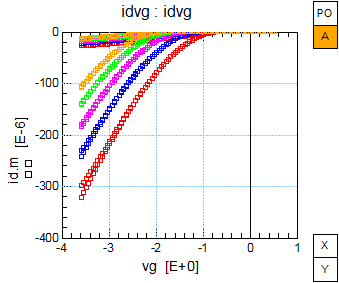 idvg : idvg
PO
A
0
-100
-200
-300
-400
id.m [E-6]
-4 -3 -2 -1 0 1
vg [E+0]
X
Y